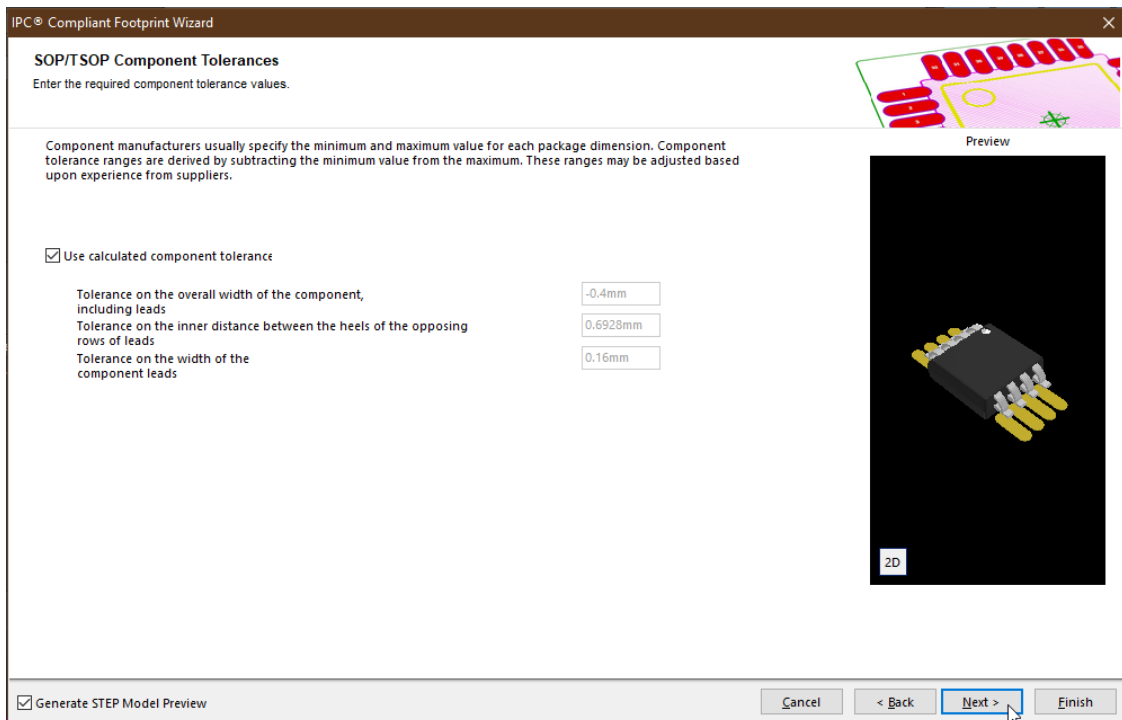 IPC® Compliant Footprint Wizard
SOP/TSOP Component Tolerances
Enter the required component tolerance values.
Component manufacturers usually specify the minimum and maximum value for each package dimension. Component
tolerance ranges are derived by subtracting the minimum value from the maximum. These ranges may be adjusted based
upon experience from suppliers.
Preview
Use calculated component tolerance
Tolerance on the overall width of the component,
including leads
-0.4mm
Tolerance on the inner distance between the heels of the opposing
rows of leads
0.6928mm
Tolerance on the width of the
component leads
0.16mm
2D
Generate STEP Model Preview
Cancel
< Back
Next >
Finish